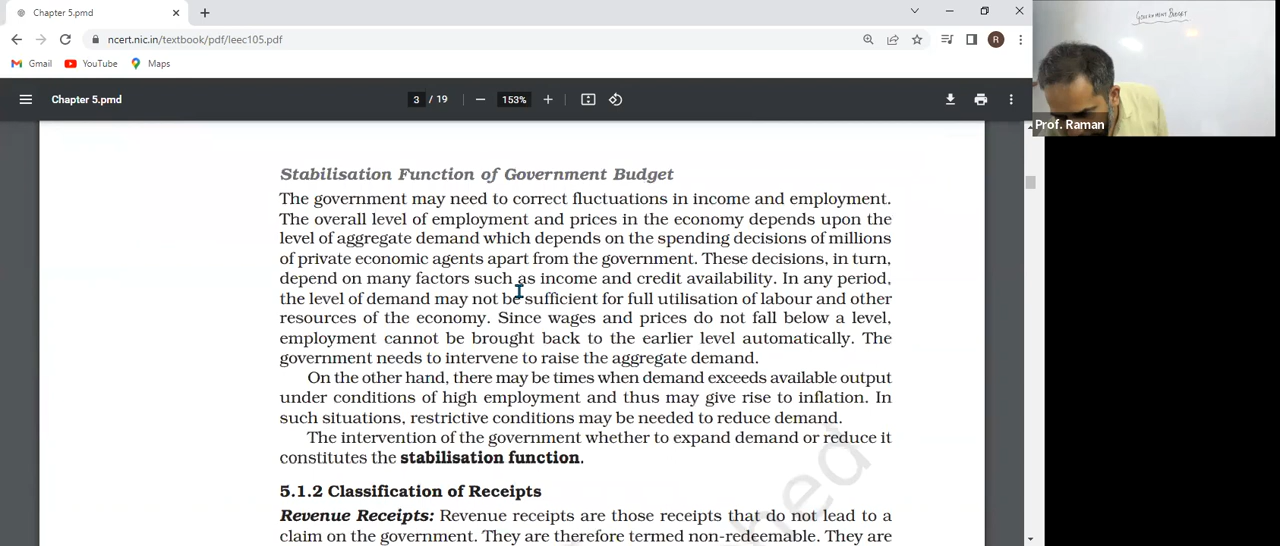 Chapter 5.pmd
ncert.nic.in/textbook/pdf/leec105.pdf
R
Gmail YouTube Maps
Chapter 5.pmd 3 / 19 153%
GOVERNMENT BUDGET
Prof. Raman
Stabilisation Function of Government Budget
The government may need to correct fluctuations in income and employment.
The overall level of employment and prices in the economy depends upon the
level of aggregate demand which depends on the spending decisions of millions
of private economic agents apart from the government. These decisions, in turn,
depend on many factors such as income and credit availability. In any period,
the level of demand may not be sufficient for full utilisation of labour and other
resources of the economy. Since wages and prices do not fall below a level,
employment cannot be brought back to the earlier level automatically. The
government needs to intervene to raise the aggregate demand.
On the other hand, there may be times when demand exceeds available output
under conditions of high employment and thus may give rise to inflation. In
such situations, restrictive conditions may be needed to reduce demand.
The intervention of the government whether to expand demand or reduce it
constitutes the stabilisation function.
5.1.2 Classification of Receipts
Revenue Receipts: Revenue receipts are those receipts that do not lead to a
claim on the government. They are therefore termed non-redeemable. They are